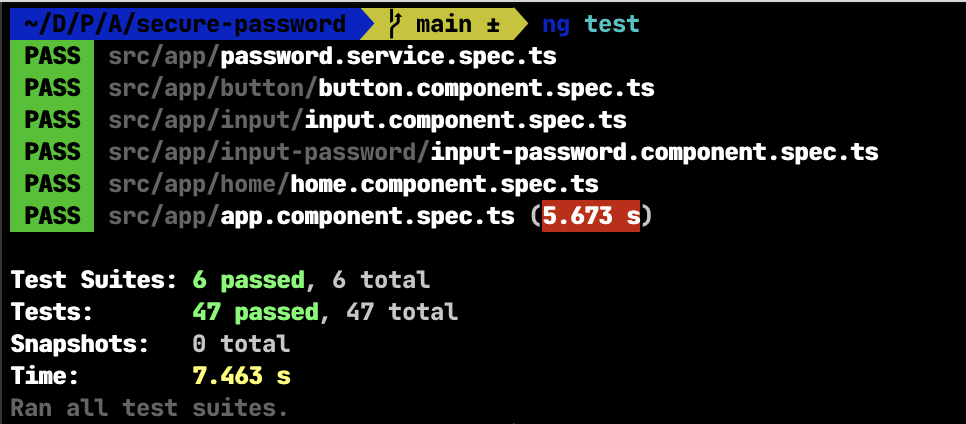 ~/D/P/A/secure-password main ± ng test
PASS src/app/password.service.spec.ts
PASS src/app/button/button.component.spec.ts
PASS src/app/input/input.component.spec.ts
PASS src/app/input-password/input-password.component.spec.ts
PASS src/app/home/home.component.spec.ts
PASS src/app/app.component.spec.ts (5.673 s)
Test Suites: 6 passed, 6 total
Tests: 47 passed, 47 total
Snapshots: 0 total
Time: 7.463 s
Ran all test suites.